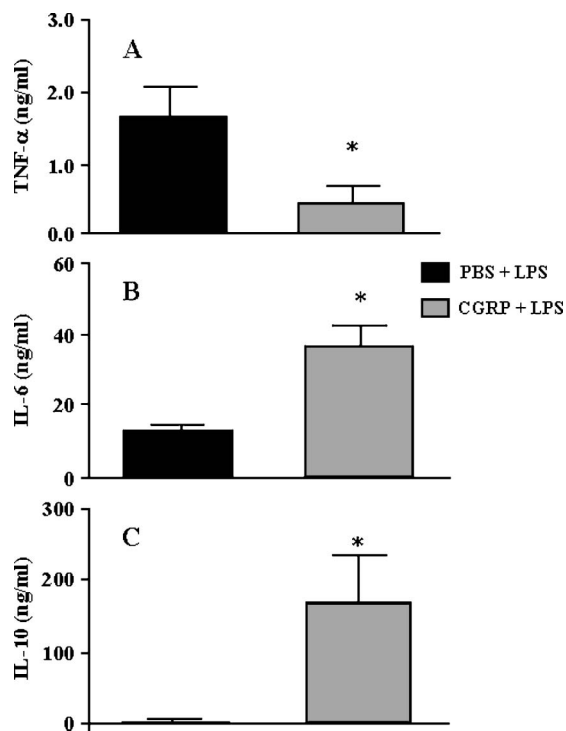 3.0
A
2.0
TNF-α (ng/ml)
*
1.0
0.0
60
PBS + LPS
B
*
CGRP + LPS
40
IL-6 (ng/ml)
20
0
300
C
*
200
IL-10 (ng/ml)
100
0